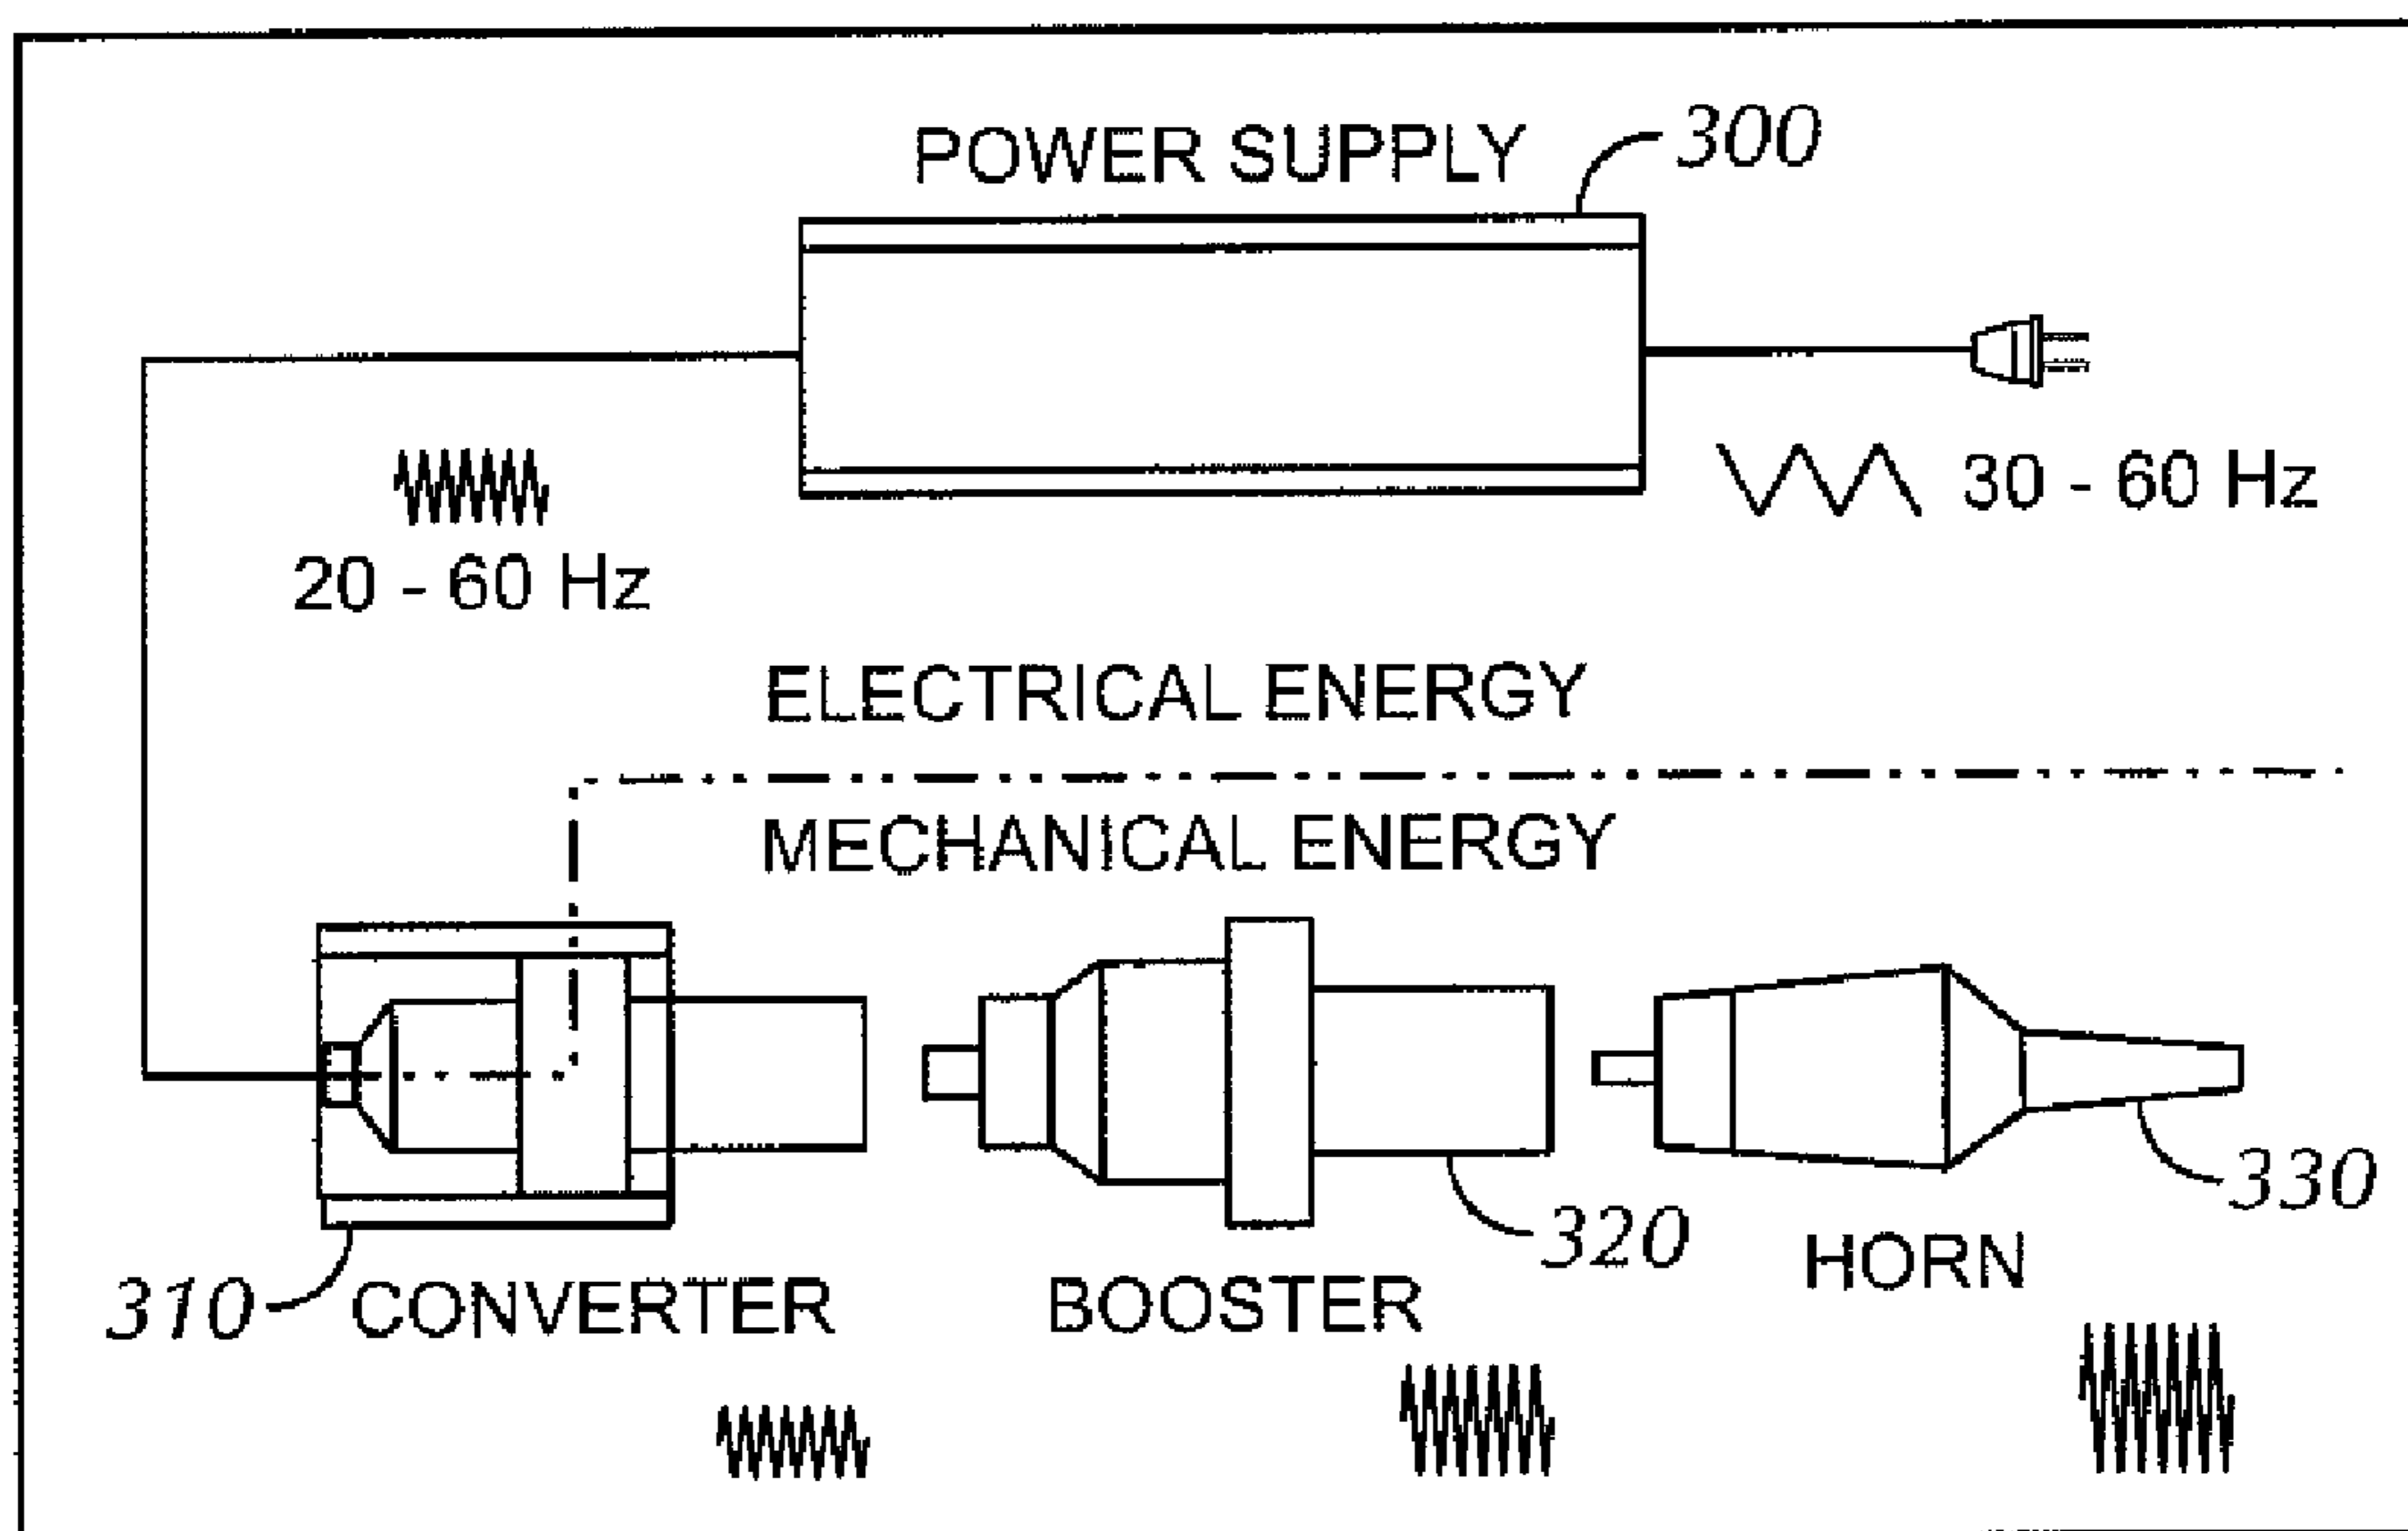 POWER SUPPLY
300
30 - 60 Hz
20 - 60 Hz
ELECTRICAL ENERGY
MECHANICAL ENERGY
310
CONVERTER
BOOSTER
320
HORN
330